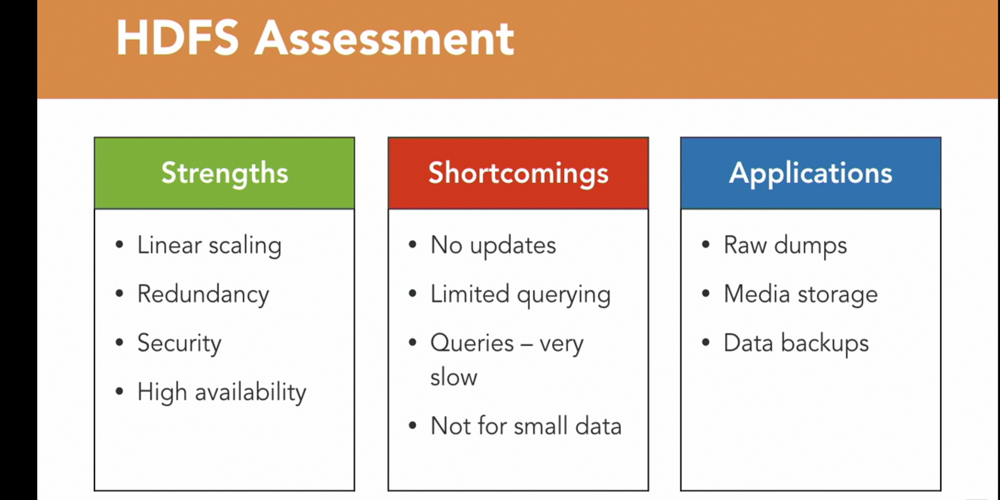 HDFS Assessment
Strengths
• Linear scaling
• Redundancy
• Security
• High availability
Shortcomings
• No updates
• Limited querying
• Queries – very
slow
• Not for small data
Applications
• Raw dumps
• Media storage
• Data backups